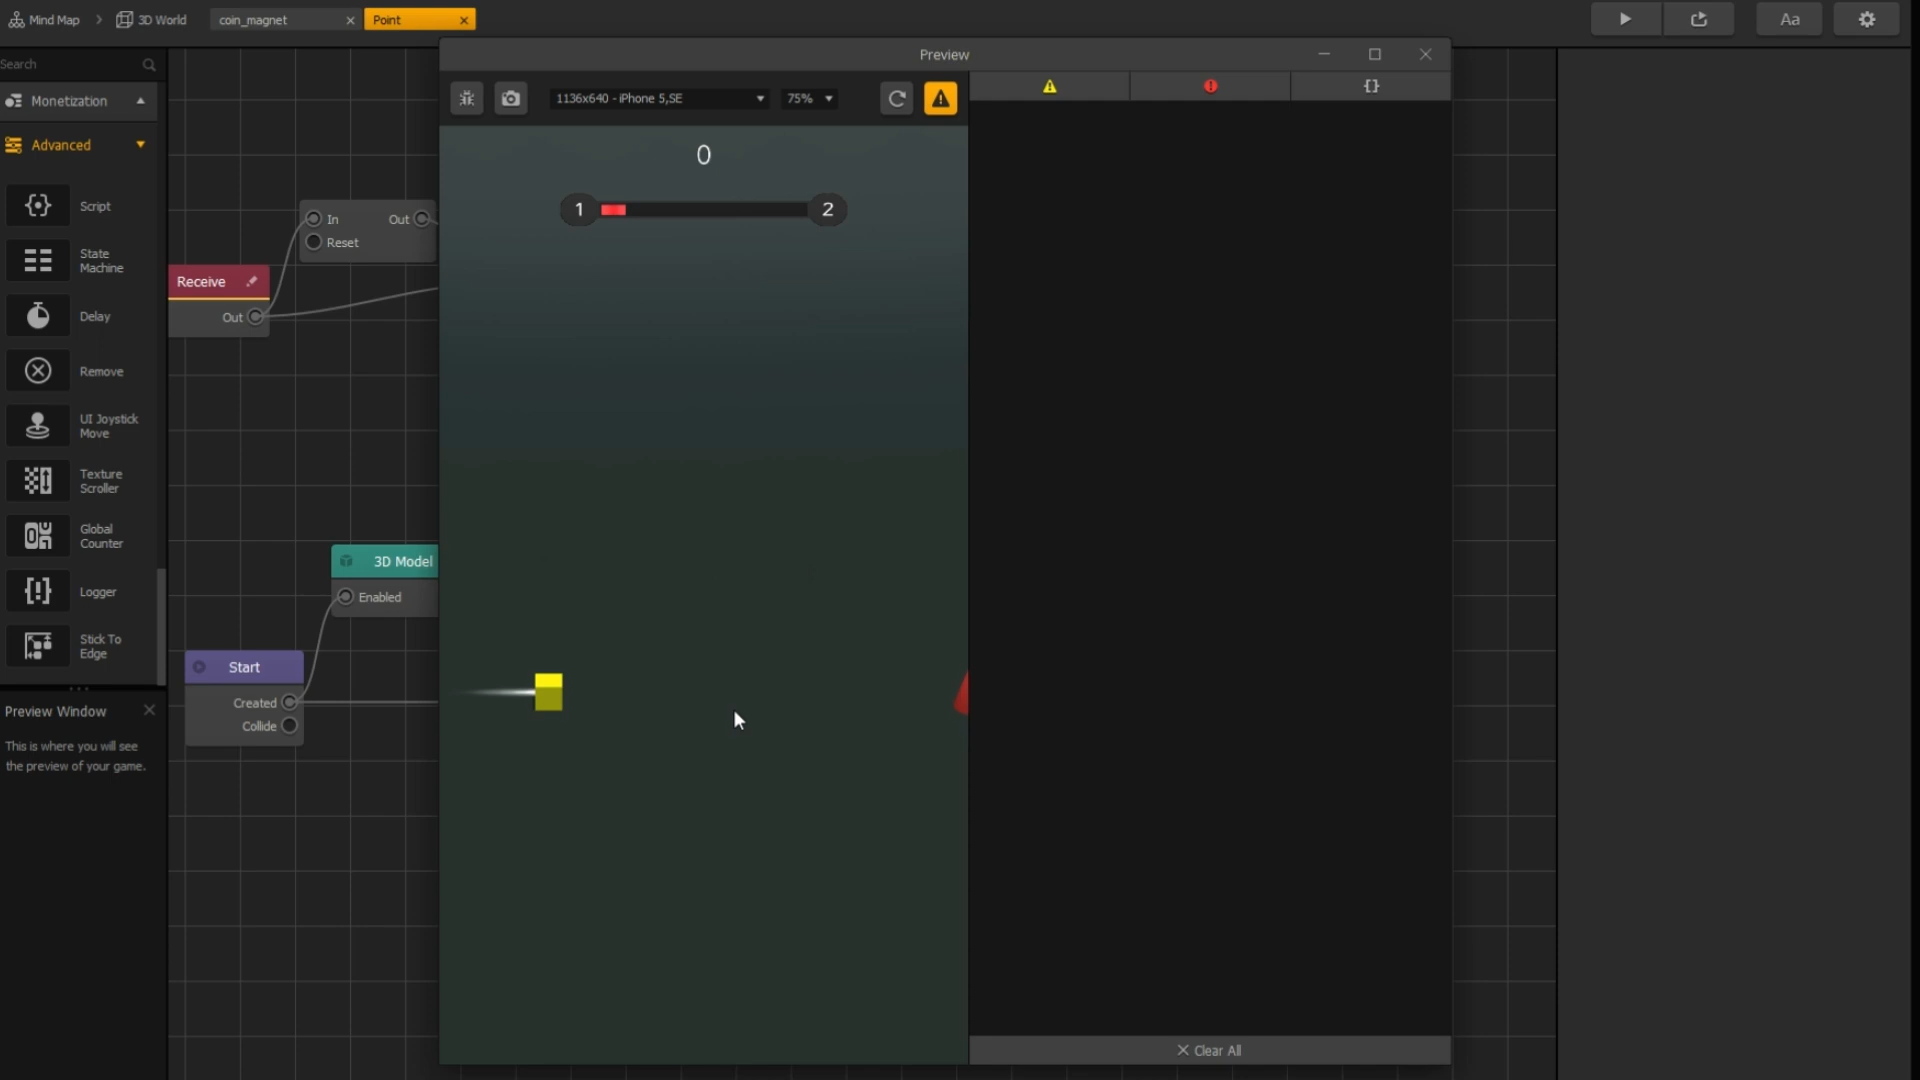 Mind Map
3D World
coin_magnet
Point
Aa
Search
Monetization
Advanced
Script
State
Machine
Delay
Remove
UI Joystick
Move
Texture
Scroller
Global
Counter
Logger
Stick To
Edge
Preview Window
This is where you will see
the preview of your game.
In
Out
Reset
Receive
Out
3D Model
Enabled
Start
Created
Collide
Preview
1136x640 - iPhone 5,SE
75%
0
1
2
Clear All